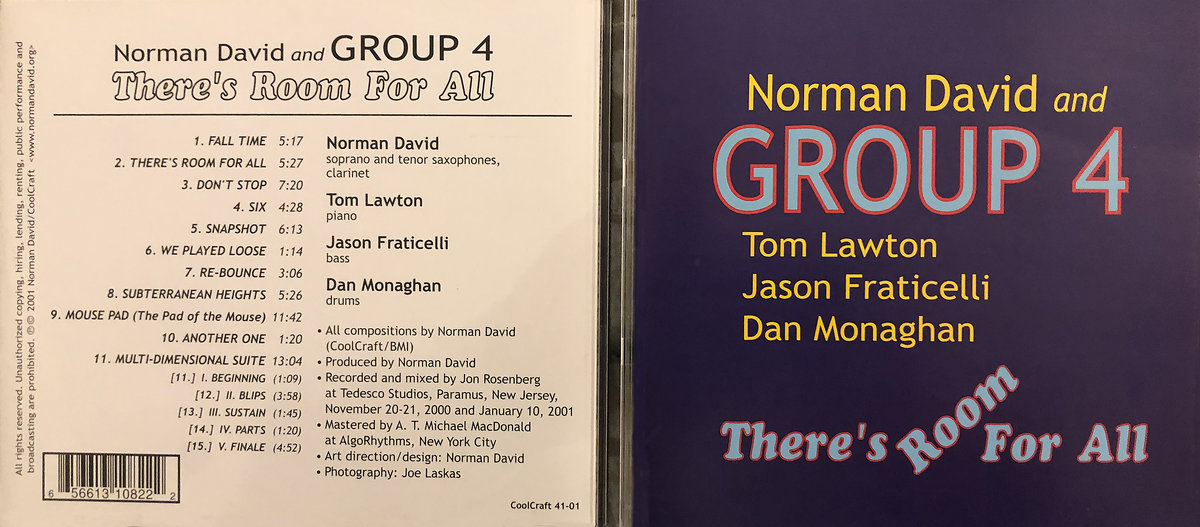 All rights reserved. Unauthorized copying, hiring, lending, renting, public performance and
broadcasting are prohibited. ℗© 2001 Norman David/CoolCraft <www.normandavid.org>
Norman David and GROUP 4
There's Room For All
1. FALL TIME 5:17
2. THERE'S ROOM FOR ALL 5:27
3. DON'T STOP 7:20
4. SIX 4:28
5. SNAPSHOT 6:13
6. WE PLAYED LOOSE 1:14
7. RE-BOUNCE 3:06
8. SUBTERRANEAN HEIGHTS 5:26
9. MOUSE PAD (The Pad of the Mouse) 11:42
10. ANOTHER ONE 1:20
11. MULTI-DIMENSIONAL SUITE 13:04
[11.] I. BEGINNING (1:09)
[12.] II. BLIPS (3:58)
[13.] III. SUSTAIN (1:45)
[14.] IV. PARTS (1:20)
[15.] V. FINALE (4:52)
6 56613 10822 2
Norman David
soprano and tenor saxophones,
clarinet
Tom Lawton
piano
Jason Fraticelli
bass
Dan Monaghan
drums
• All compositions by Norman David
(CoolCraft/BMI)
• Produced by Norman David
• Recorded and mixed by Jon Rosenberg
at Tedesco Studios, Paramus, New Jersey,
November 20-21, 2000 and January 10, 2001
• Mastered by A. T. Michael MacDonald
at AlgoRhythms, New York City
• Art direction/design: Norman David
• Photography: Joe Laskas
CoolCraft 41-01
Norman David and
GROUP 4
Tom Lawton
Jason Fraticelli
Dan Monaghan
There's Room For All